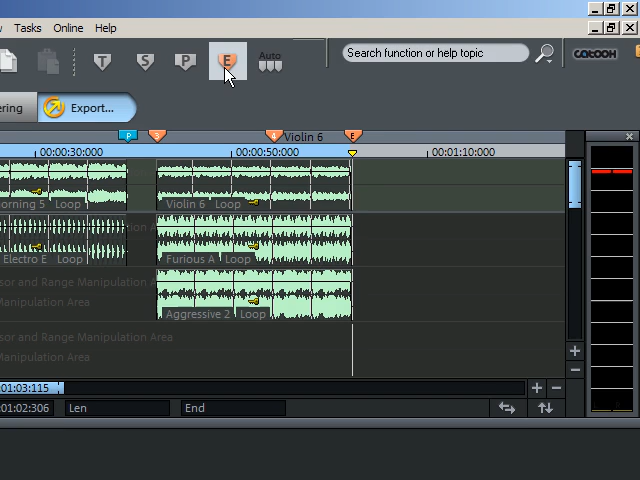 Tasks Online Help
T S P E Auto
Search function or help topic
CATOOH
ering Export...
P 3 4 Violin 6 E
00:00:30:000 00:00:50:000 00:01:10:000
orning 5 Loop Violin 6 Loop
Electro E Loop Furious A Loop
sor and Range Manipulation Area
Manipulation Area
Aggressive 2 Loop
sor and Range Manipulation Area
Manipulation Area
01:03:115
01:02:306 Len End